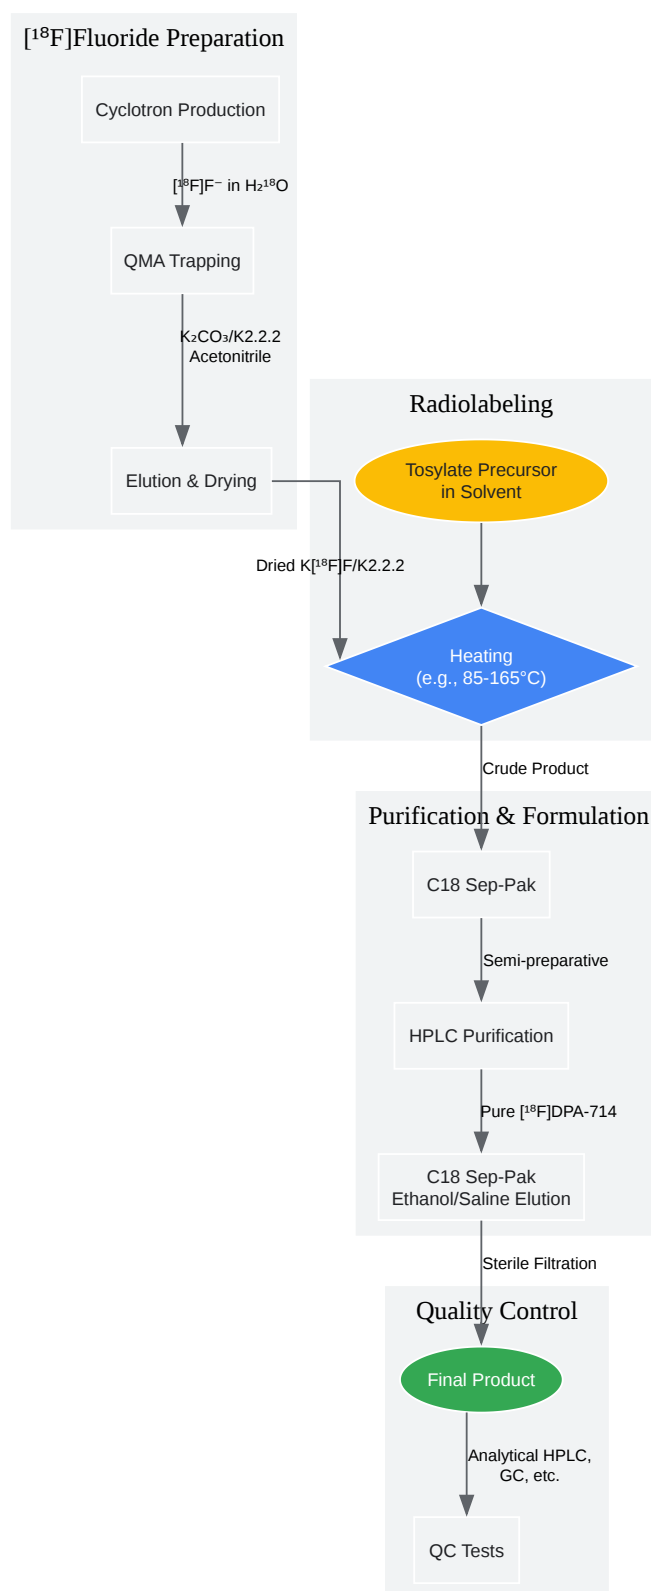 [¹⁸F]Fluoride Preparation
Cyclotron Production
[¹⁸F]F⁻ in H₂¹⁸O
QMA Trapping
K₂CO₃/K2.2.2
Acetonitrile
Elution & Drying
Radiolabeling
Tosylate Precursor
in Solvent
Dried K[¹⁸F]F/K2.2.2
Heating
(e.g., 85-165°C)
Crude Product
Purification & Formulation
C18 Sep-Pak
Semi-preparative
HPLC Purification
Pure [¹⁸F]DPA-714
C18 Sep-Pak
Ethanol/Saline Elution
Sterile Filtration
Quality Control
Final Product
Analytical HPLC,
GC, etc.
QC Tests